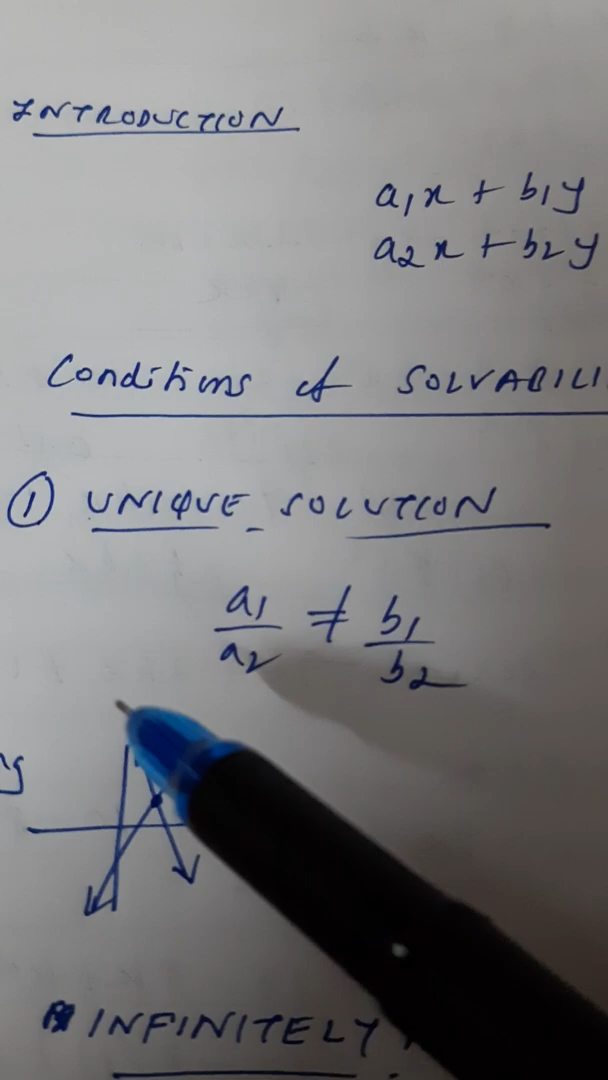 INTRODUCTION
a₁x + b₁y
a₂x + b₂y
Conditions of SOLVABILI
① UNIQUE SOLUTION
a₁/a₂ ≠ b₁/b₂
INFINITELY